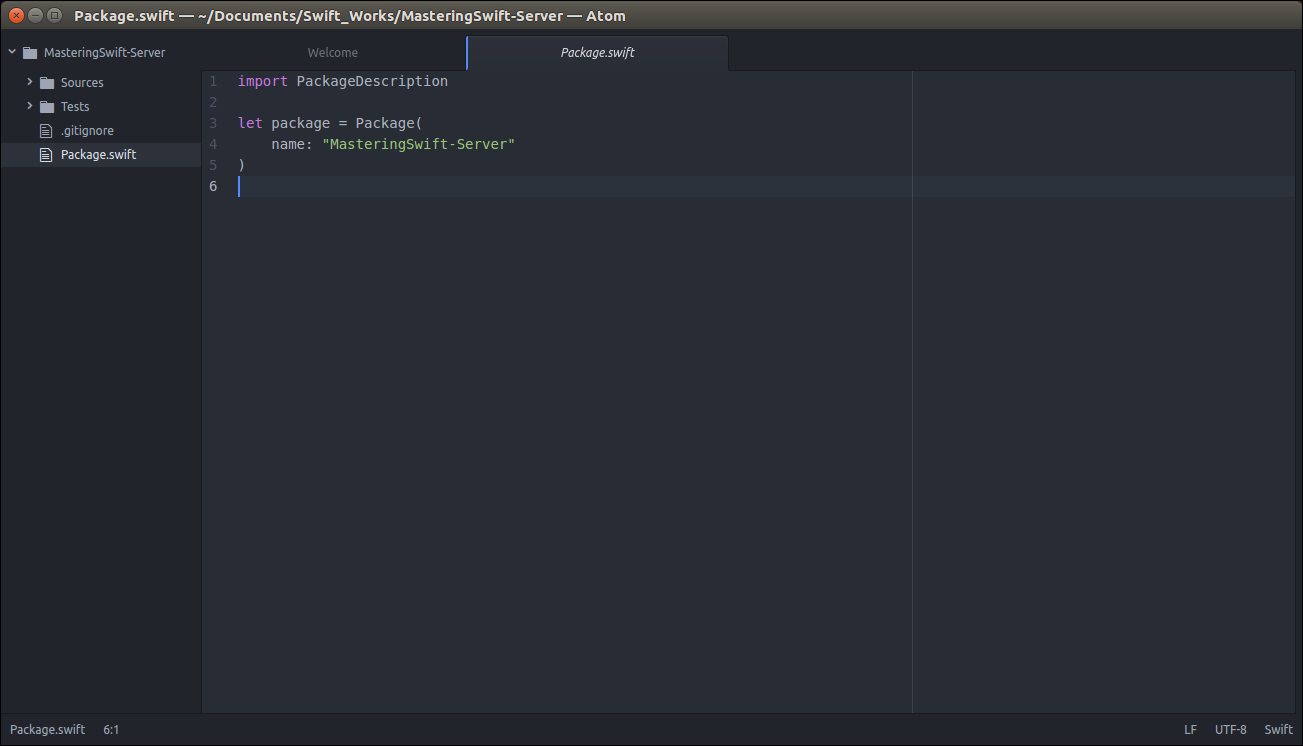 Package.swift — ~/Documents/Swift_Works/MasteringSwift-Server — Atom
MasteringSwift-Server
Sources
Tests
.gitignore
Package.swift
Welcome
Package.swift
1 import PackageDescription
2
3 let package = Package(
4     name: "MasteringSwift-Server"
5 )
6
Package.swift 6:1
LF UTF-8 Swift